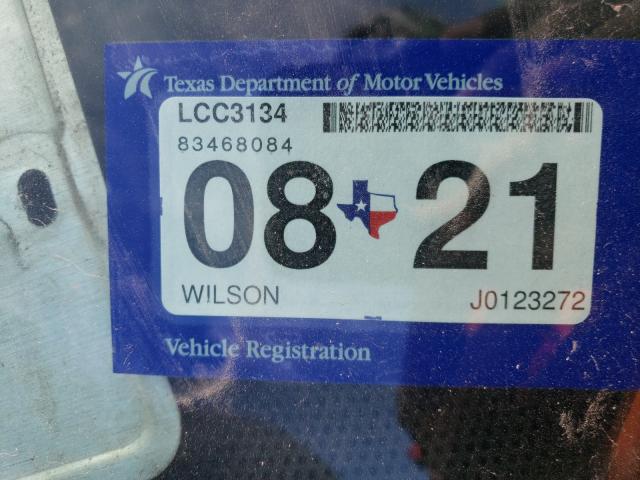 Texas Department of Motor Vehicles
LCC3134
83468084
08 21
WILSON J0123272
Vehicle Registration